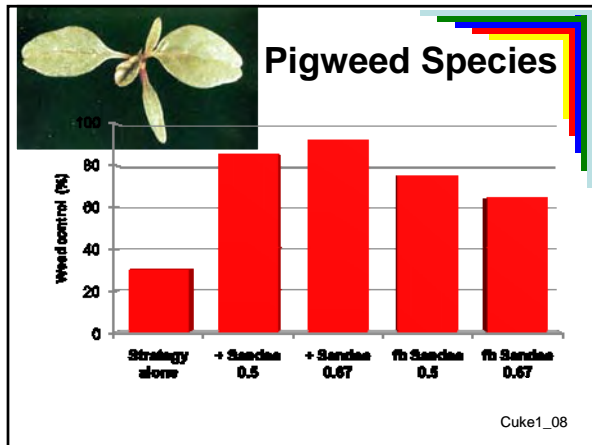 Pigweed Species
100
80
60
40
20
0
Weed control (%)
Strategy
alone
+ Sandea
0.5
+ Sandea
0.67
fb Sandea
0.5
fb Sandea
0.67
Cuke1_08